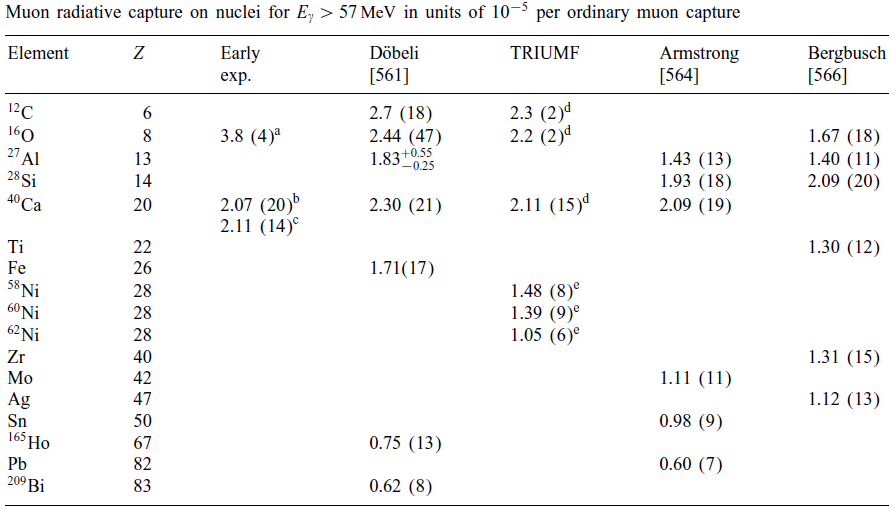 Muon radiative capture on nuclei for Eγ > 57 MeV in units of 10⁻⁵ per ordinary muon capture
Element Z Early exp. Döbeli [561] TRIUMF Armstrong [564] Bergbusch [566]
¹²C 6 2.7 (18) 2.3 (2)ᵈ
¹⁶O 8 3.8 (4)ᵃ 2.44 (47) 2.2 (2)ᵈ 1.67 (18)
²⁷Al 13 1.83+0.55−0.25 1.43 (13) 1.40 (11)
²⁸Si 14 1.93 (18) 2.09 (20)
⁴⁰Ca 20 2.07 (20)ᵇ 2.30 (21) 2.11 (15)ᵈ 2.09 (19)
2.11 (14)ᶜ
Ti 22 1.30 (12)
Fe 26 1.71(17)
⁵⁸Ni 28 1.48 (8)ᵉ
⁶⁰Ni 28 1.39 (9)ᵉ
⁶²Ni 28 1.05 (6)ᵉ
Zr 40 1.31 (15)
Mo 42 1.11 (11)
Ag 47 1.12 (13)
Sn 50 0.98 (9)
¹⁶⁵Ho 67 0.75 (13)
Pb 82 0.60 (7)
²⁰⁹Bi 83 0.62 (8)